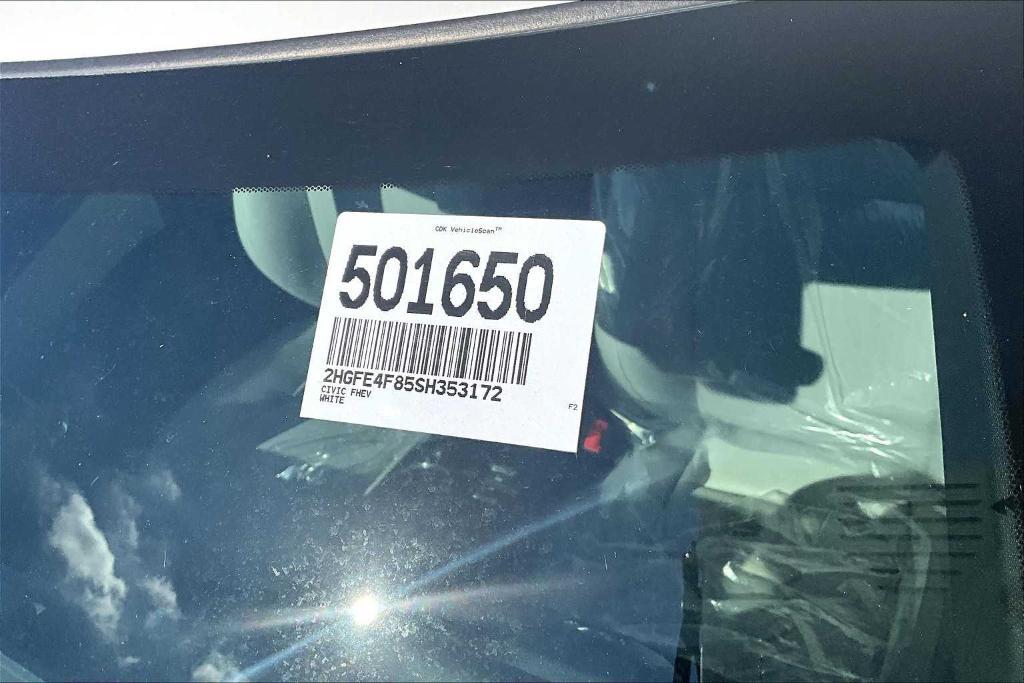 CDK VehicleScan™
501650
2HGFE4F85SH353172
CIVIC FHEV
WHITE
F2